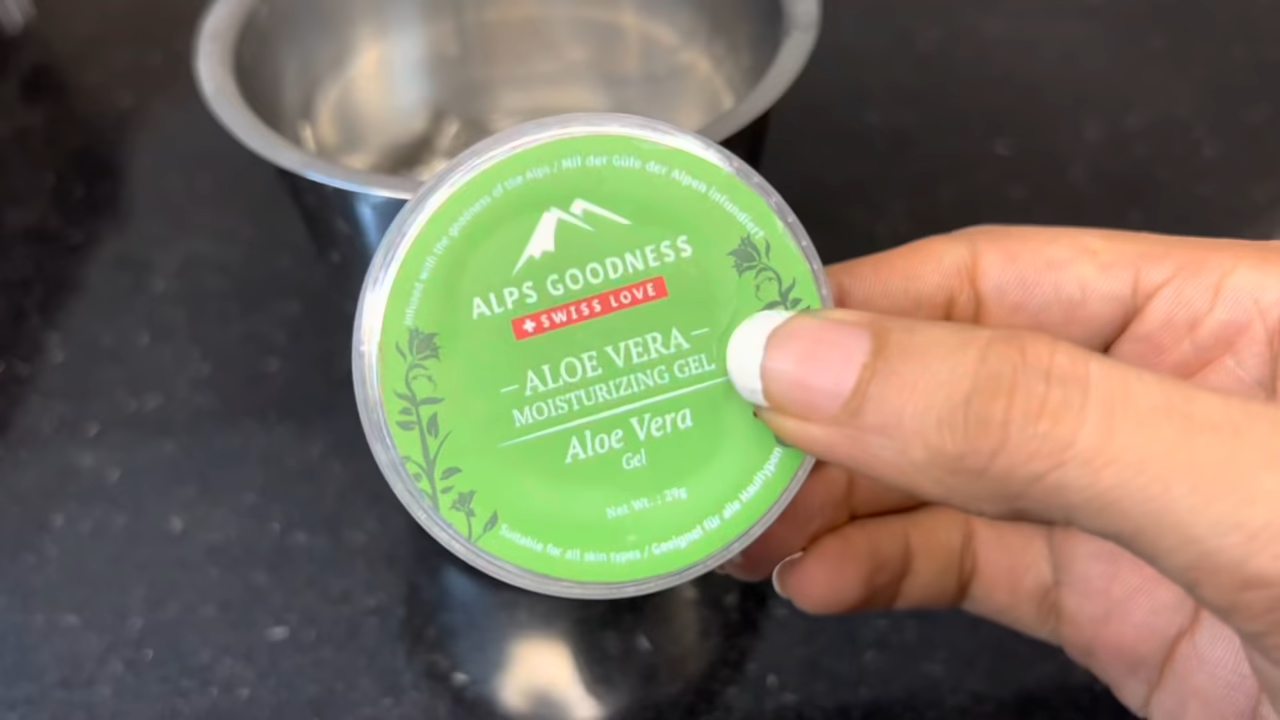 Infused with the goodness of the Alps / Mit der Güte der Alpen infundiert
ALPS GOODNESS
SWISS LOVE
– ALOE VERA –
MOISTURIZING GEL
Aloe Vera
Gel
Net Wt. : 29g
Suitable for all skin types / Geeignet für alle Hauttypen